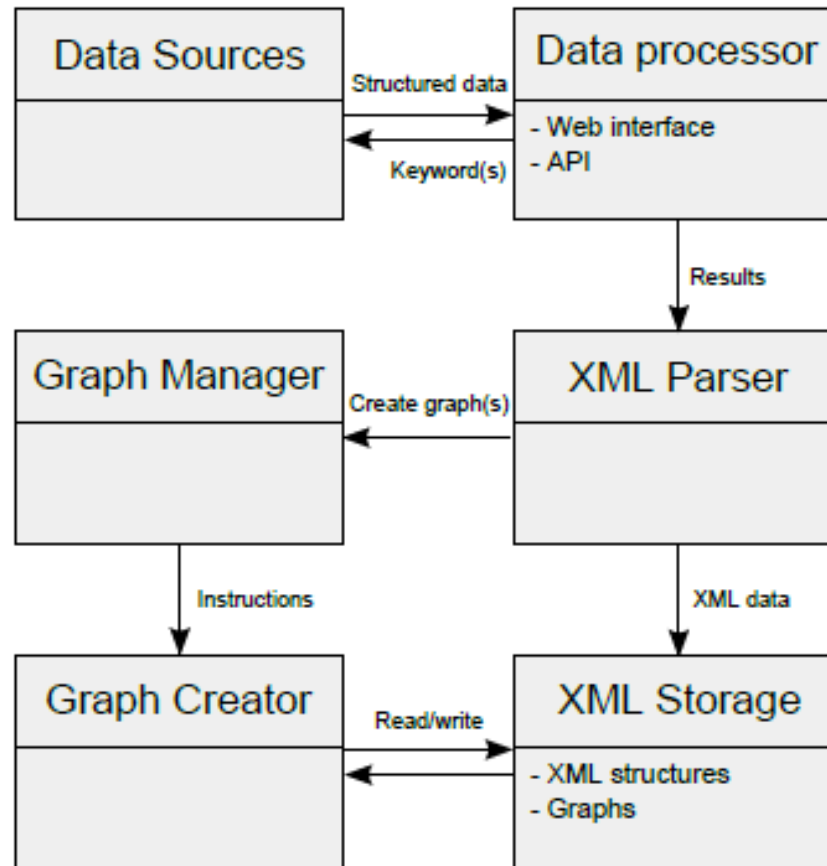 Data Sources
Data processor
Structured data
- Web interface
- API
Keyword(s)
Results
Graph Manager
XML Parser
Create graph(s)
Instructions
XML data
Graph Creator
XML Storage
Read/write
- XML structures
- Graphs